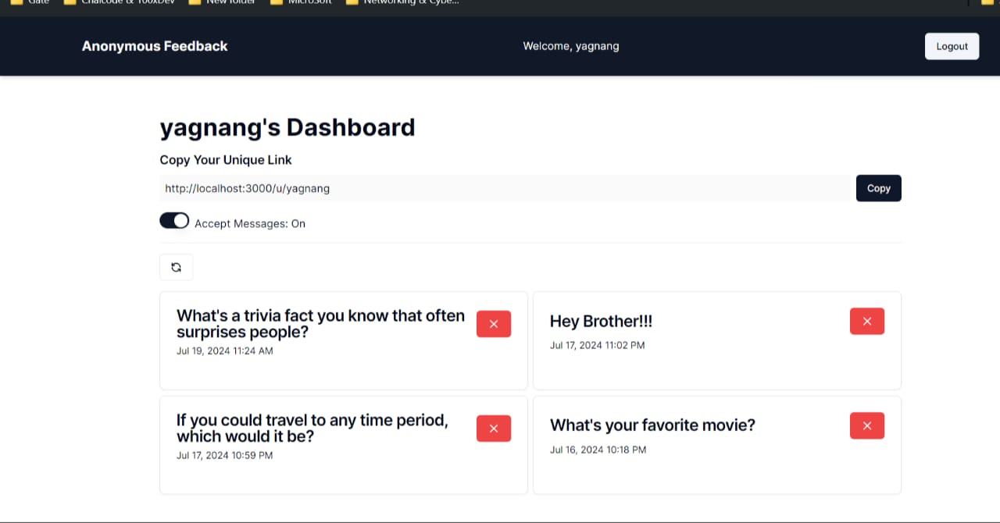 Gate Chaicode & 100xDev New folder MicroSoft Networking & Cybe...
Anonymous Feedback Welcome, yagnang Logout
yagnang's Dashboard
Copy Your Unique Link
http://localhost:3000/u/yagnang Copy
Accept Messages: On
What's a trivia fact you know that often
surprises people?
Jul 19, 2024 11:24 AM
Hey Brother!!!
Jul 17, 2024 11:02 PM
If you could travel to any time period,
which would it be?
Jul 17, 2024 10:59 PM
What's your favorite movie?
Jul 16, 2024 10:18 PM